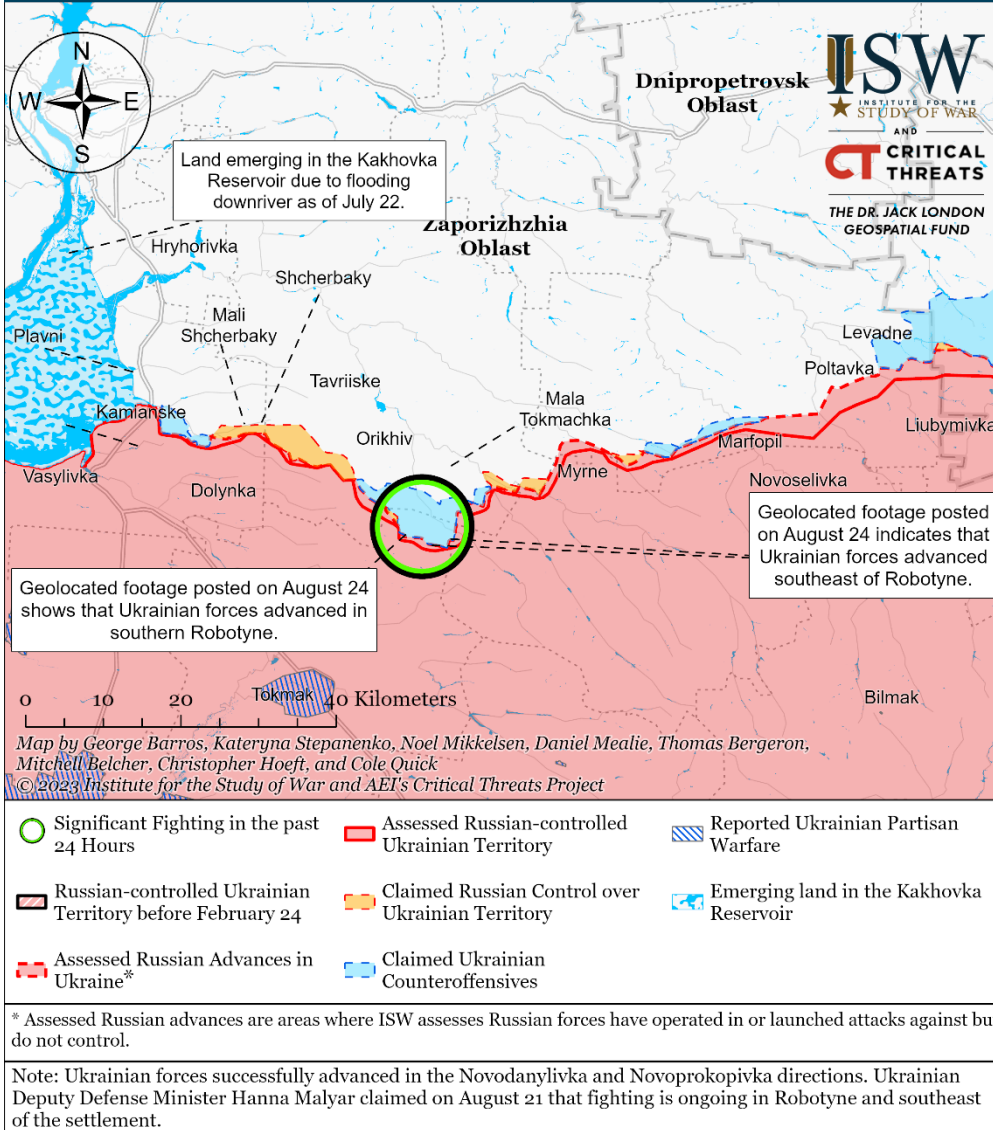 N
W
E
S
ISW
INSTITUTE FOR THE
STUDY OF WAR
AND
CT CRITICAL
THREATS
THE DR. JACK LONDON
GEOSPATIAL FUND
Dnipropetrovsk
Oblast
Land emerging in the Kakhovka
Reservoir due to flooding
downriver as of July 22.
Zaporizhzhia
Oblast
Hryhorivka
Shcherbaky
Mali
Shcherbaky
Plavni
Levadne
Poltavka
Tavriiske
Mala
Tokmachka
Kamianske
Orikhiv
Marfopil
Liubymivka
Vasylivka
Myrne
Dolynka
Novoselivka
Geolocated footage posted
on August 24 indicates that
Ukrainian forces advanced
southeast of Robotyne.
Geolocated footage posted on August 24
shows that Ukrainian forces advanced in
southern Robotyne.
Tokmak
Bilmak
0 10 20 40 Kilometers
Map by George Barros, Kateryna Stepanenko, Noel Mikkelsen, Daniel Mealie, Thomas Bergeron,
Mitchell Belcher, Christopher Hoeft, and Cole Quick
© 2023 Institute for the Study of War and AEI's Critical Threats Project
Significant Fighting in the past
24 Hours
Russian-controlled Ukrainian
Territory before February 24
Assessed Russian Advances in
Ukraine*
Assessed Russian-controlled
Ukrainian Territory
Claimed Russian Control over
Ukrainian Territory
Claimed Ukrainian
Counteroffensives
Reported Ukrainian Partisan
Warfare
Emerging land in the Kakhovka
Reservoir
* Assessed Russian advances are areas where ISW assesses Russian forces have operated in or launched attacks against bu
do not control.
Note: Ukrainian forces successfully advanced in the Novodanylivka and Novoprokopivka directions. Ukrainian
Deputy Defense Minister Hanna Malyar claimed on August 21 that fighting is ongoing in Robotyne and southeast
of the settlement.